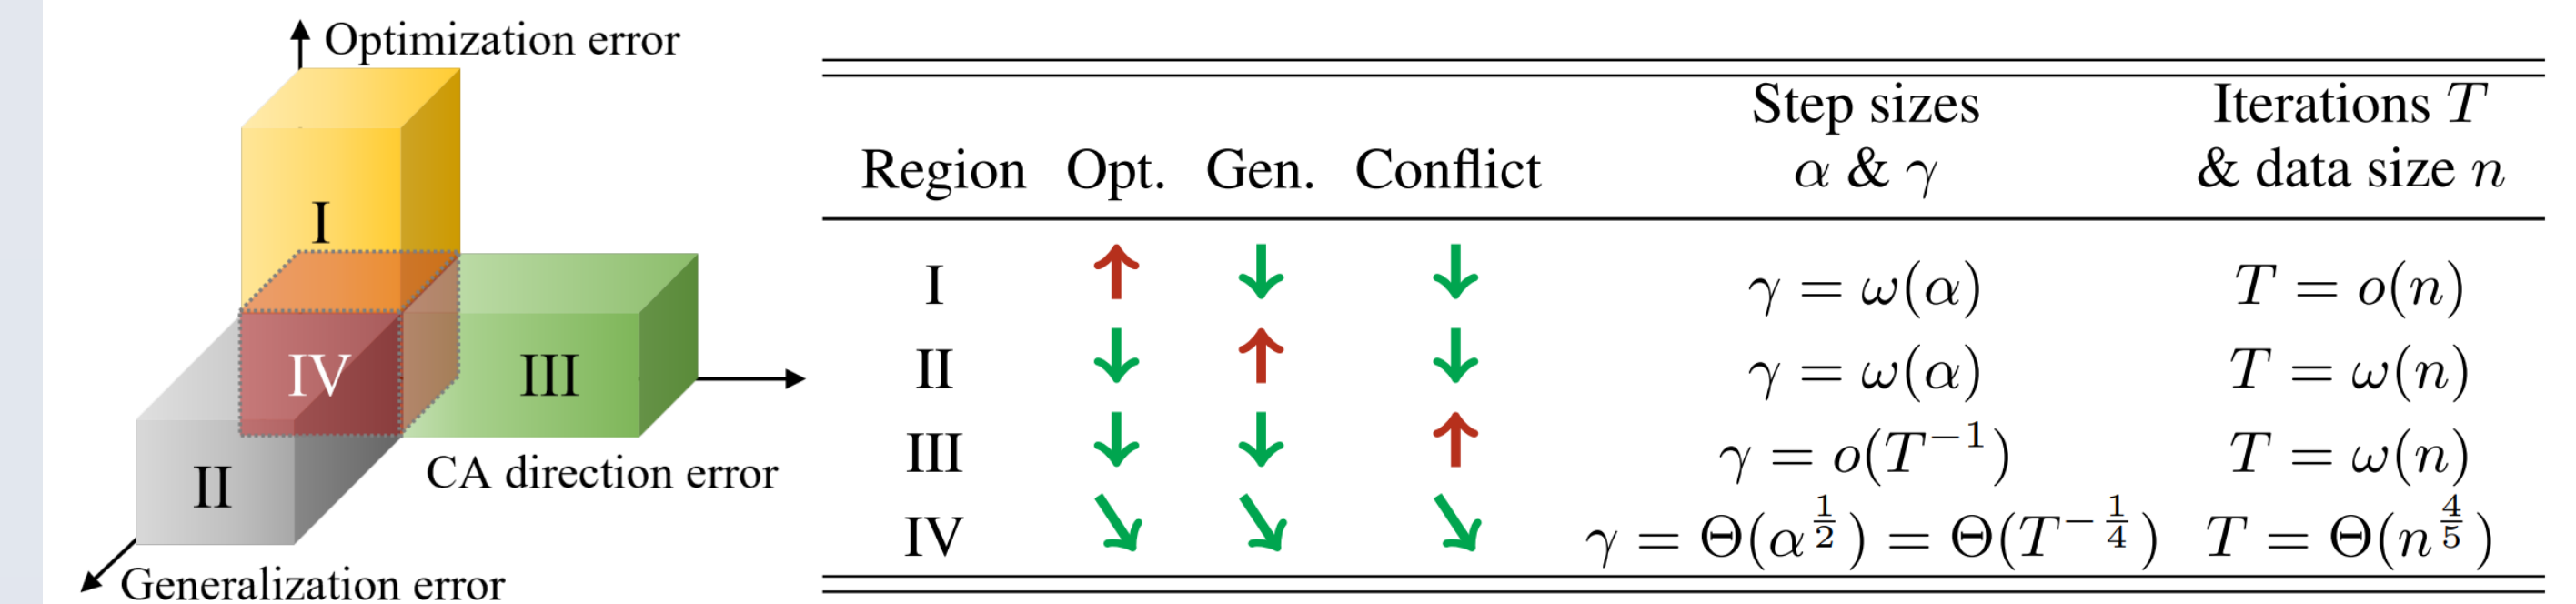 Optimization error
I
IV
III
II
CA direction error
Generalization error
Step sizes Iterations T
Region Opt. Gen. Conflict α & γ & data size n
I ↑ ↓ ↓ γ = ω(α) T = o(n)
II ↓ ↑ ↓ γ = ω(α) T = ω(n)
III ↓ ↓ ↑ γ = o(T⁻¹) T = ω(n)
IV ↘ ↘ ↘ γ = Θ(α^{1/2}) = Θ(T^{-1/4}) T = Θ(n^{4/5})